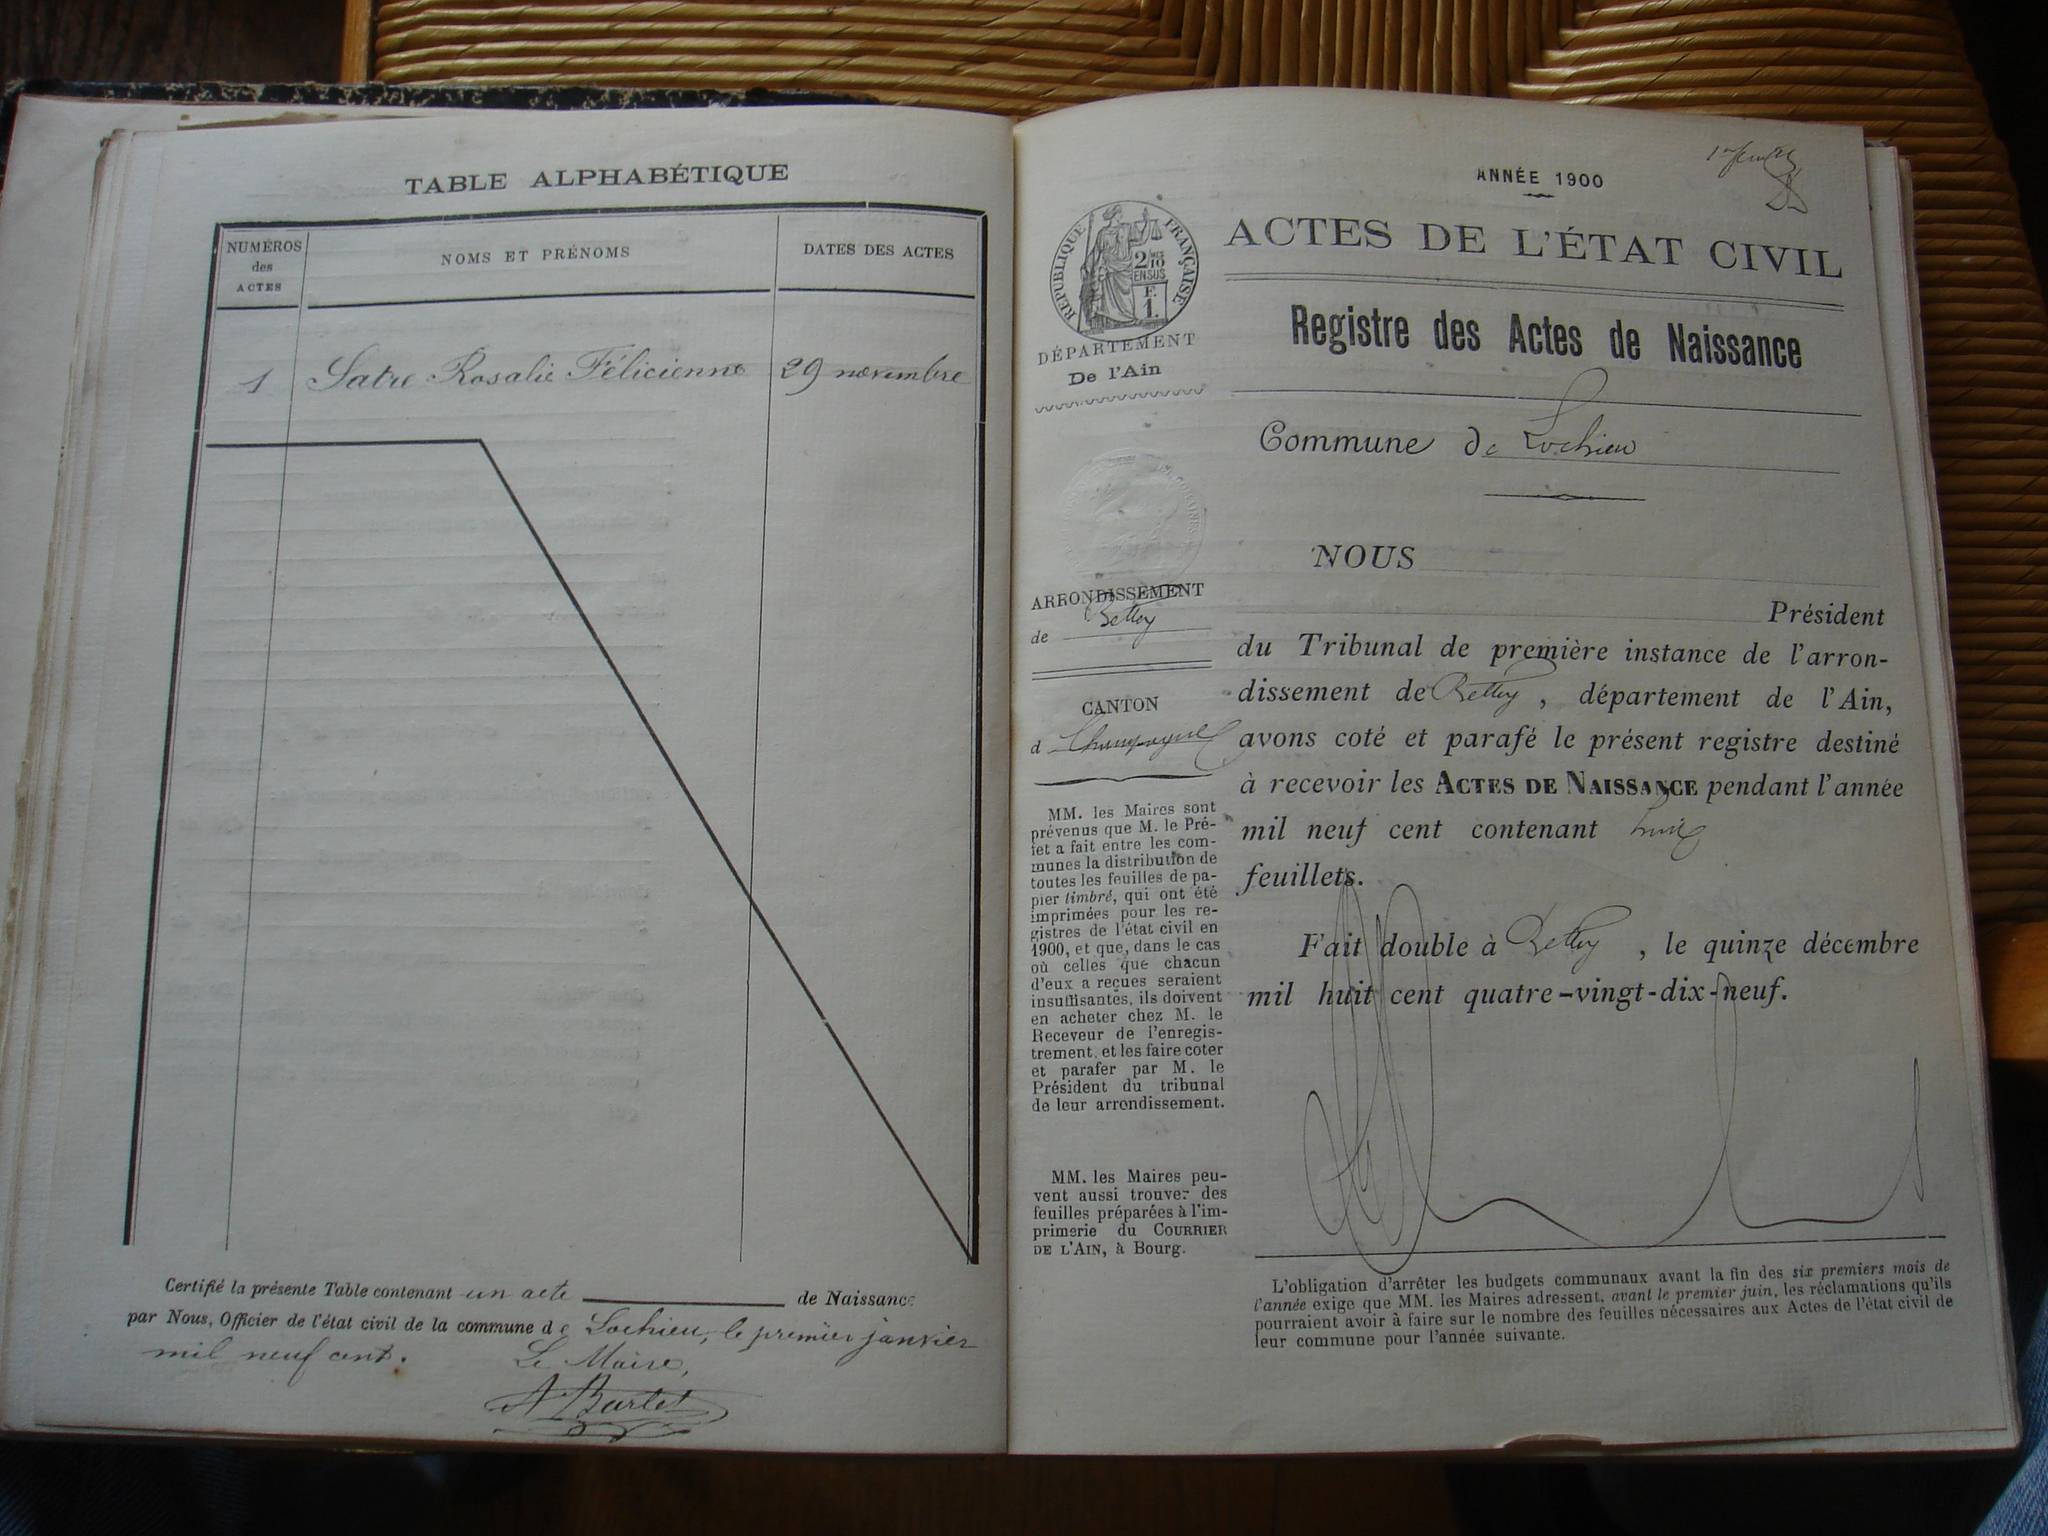 TABLE ALPHABÉTIQUE
NUMÉROS
des
ACTES
NOMS ET PRÉNOMS
DATES DES ACTES
1 Satre Rosalie Félicienne 29 novembre
Certifié la présente Table contenant un acte de Naissance
par Nous, Officier de l'état civil de la commune de Lochieu, le premier janvier
mil neuf cent.
Le Maire,
A Bartet
ANNÉE 1900
ACTES DE L'ÉTAT CIVIL
Registre des Actes de Naissance
Commune de Lochieu
RÉPUBLIQUE FRANÇAISE
2/10
EN SUS
F.
1.
DÉPARTEMENT
De l'Ain
ARRONDISSEMENT
de Belley
CANTON
d Champagne
MM. les Maires sont
prévenus que M. le Pré-
fet a fait entre les com-
munes la distribution de
toutes les feuilles de pa-
pier timbré, qui ont été
imprimées pour les re-
gistres de l'état civil en
1900, et que, dans le cas
où celles que chacun
d'eux a reçues seraient
insuffisantes, ils doivent
en acheter chez M. le
Receveur de l'enregis-
trement, et les faire coter
et parafer par M. le
Président du tribunal
de leur arrondissement.
MM. les Maires peu-
vent aussi trouver des
feuilles préparées à l'im-
primerie du COURRIER
DE L'AIN, à Bourg.
NOUS
Président
du Tribunal de première instance de l'arron-
dissement de Belley, département de l'Ain,
avons coté et parafé le présent registre destiné
à recevoir les ACTES DE NAISSANCE pendant l'année
mil neuf cent contenant huit
feuillets.
Fait double à Belley, le quinze décembre
mil huit cent quatre-vingt-dix-neuf.
L'obligation d'arrêter les budgets communaux avant la fin des six premiers mois de
l'année exige que MM. les Maires adressent, avant le premier juin, les réclamations qu'ils
pourraient avoir à faire sur le nombre des feuilles nécessaires aux Actes de l'état civil de
leur commune pour l'année suivante.